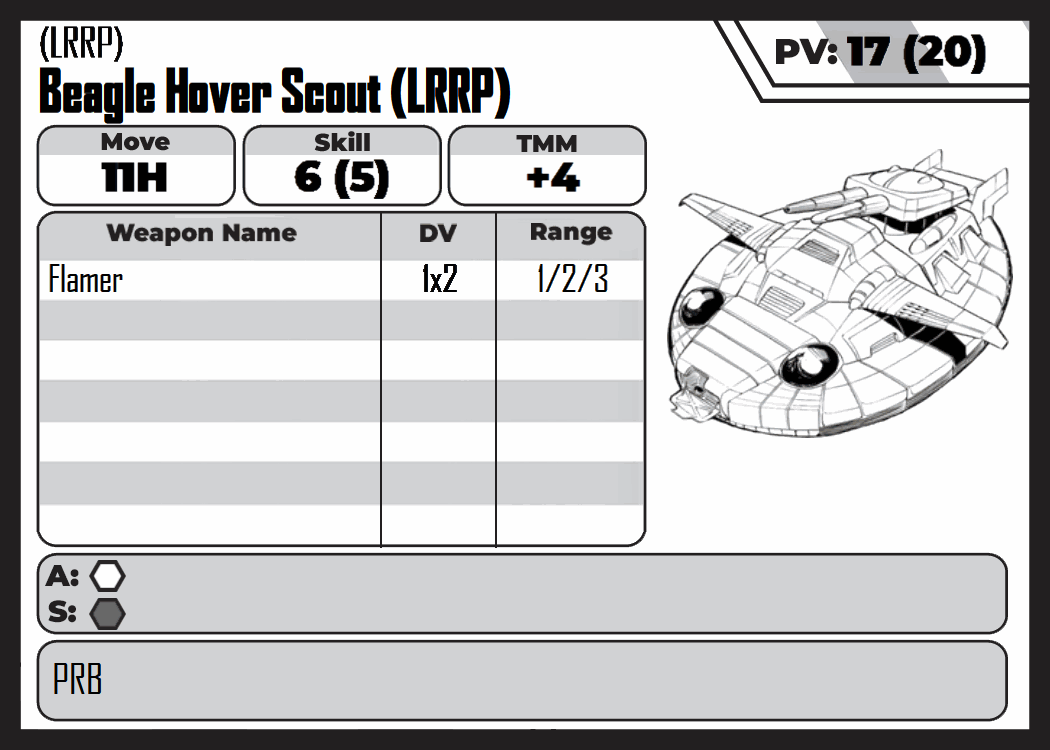 (LRRP)
PV: 17 (20)
Beagle Hover Scout (LRRP)
Move Skill TMM
11H 6 (5) +4
Weapon Name DV Range
Flamer 1x2 1/2/3
A:
S:
PRB